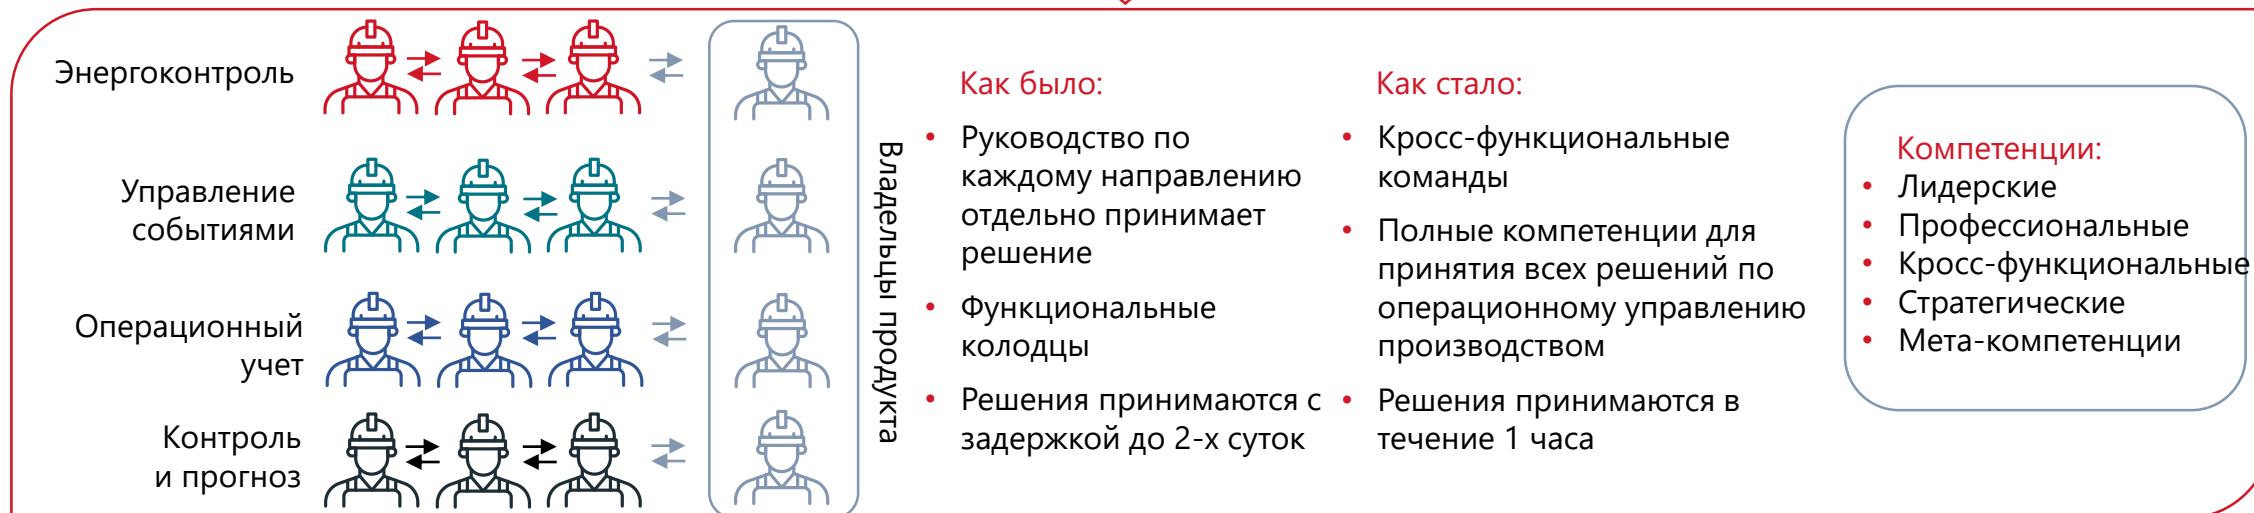 Энергоконтроль
Управление
событиями
Операционный
учет
Контроль
и прогноз
Владельцы продукта
Как было:
• Руководство по
каждому направлению
отдельно принимает
решение
• Функциональные
колодцы
• Решения принимаются с
задержкой до 2-х суток
Как стало:
• Кросс-функциональные
команды
• Полные компетенции для
принятия всех решений по
операционному управлению
производством
• Решения принимаются в
течение 1 часа
Компетенции:
• Лидерские
• Профессиональные
• Кросс-функциональные
• Стратегические
• Мета-компетенции